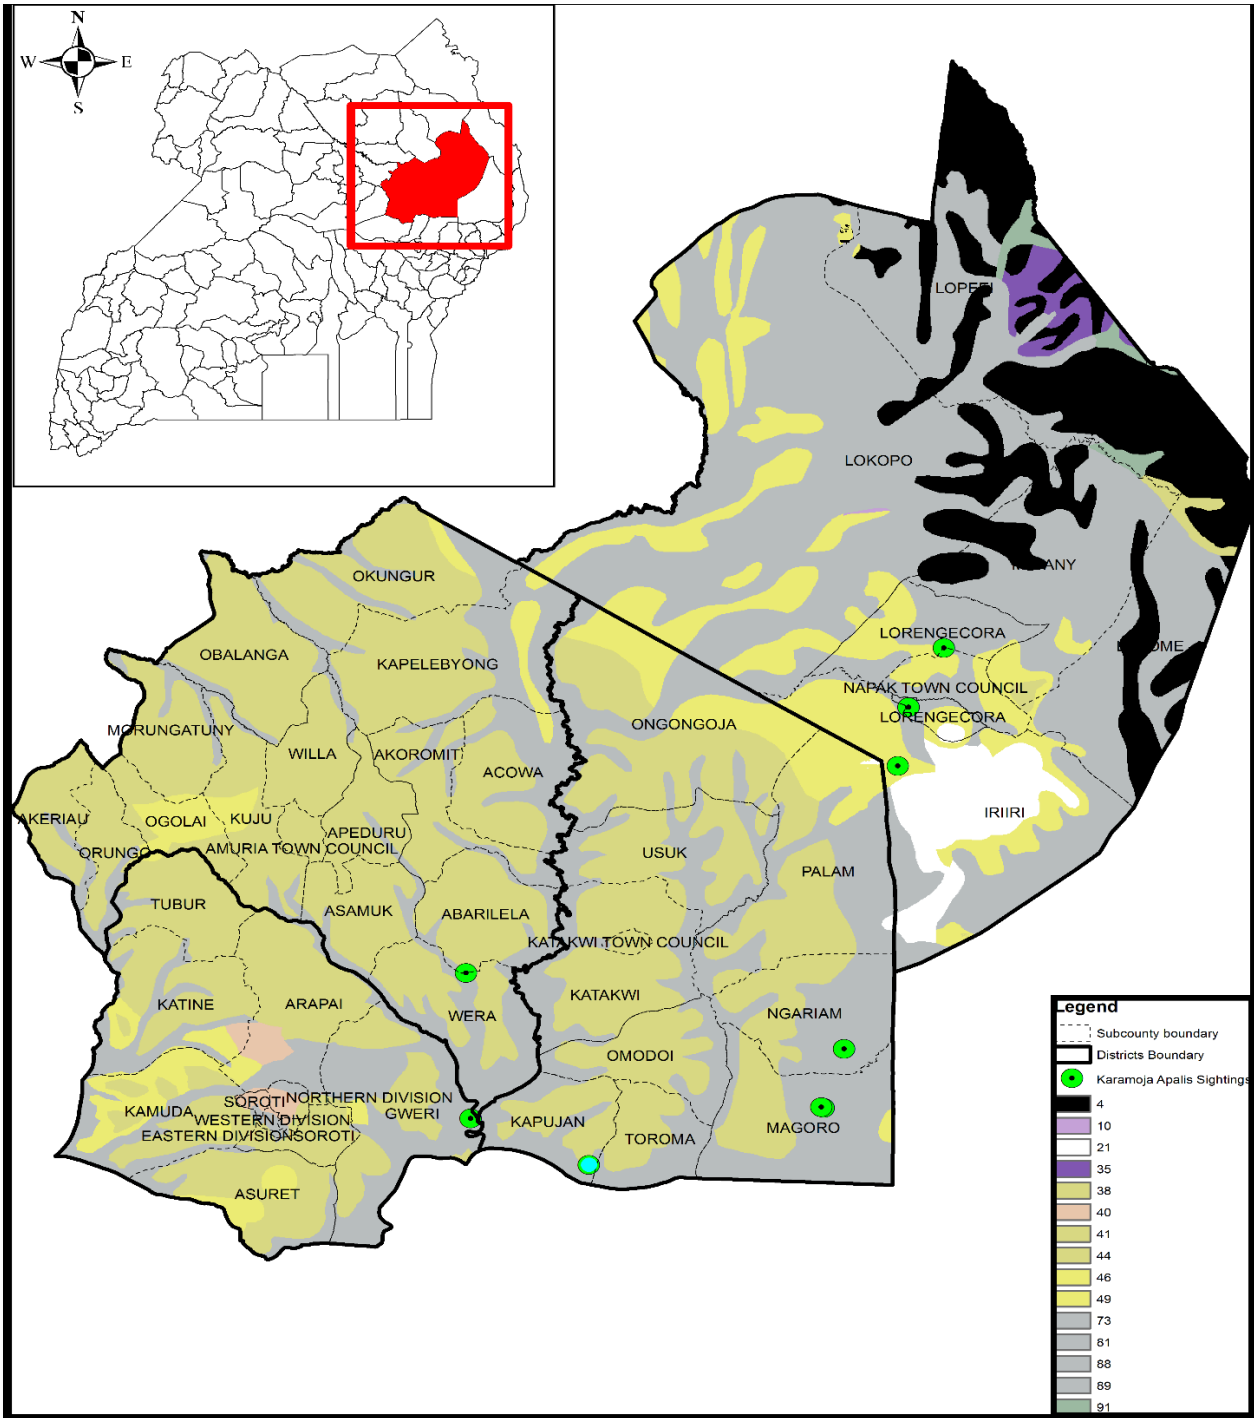 N
W E
S
LOKOPO
OKUNGUR
LORENGECORA
OBALANGA
KAPELEBYONG
NAPAK TOWN COUNCIL
LORENGECORA
ONGONGOJA
MORUNGATUNY
WILLA
AKOROMIT
ACOWA
IRIIRI
AKERIAU
OGOLAI
KUJU
APEDURU
AMURIA TOWN COUNCIL
ORUNGO
USUK
PALAM
TUBUR
ASAMUK
ABARILELA
KATAKWI TOWN COUNCIL
KATINE
ARAPAI
KATAKWI
WERA
NGARIAM
OMODOI
SOROTI
NORTHERN DIVISION
KAMUDA
WESTERN DIVISION
GWERI
EASTERN DIVISION
SOROTI
KAPUJAN
TOROMA
MAGORO
ASURET
Legend
Subcounty boundary
Districts Boundary
Karamoja Apalis Sightings
4
10
21
35
38
40
41
44
46
49
73
81
88
89
91